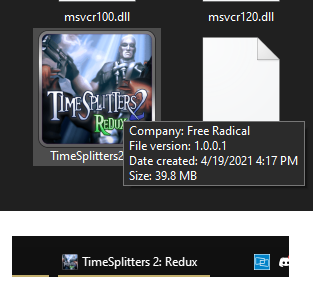 msvcr100.dll
msvcr120.dll
TIMESPLITTERS 2
REDUX
TimeSplitters2
Company: Free Radical
File version: 1.0.0.1
Date created: 4/19/2021 4:17 PM
Size: 39.8 MB
TimeSplitters 2: Redux